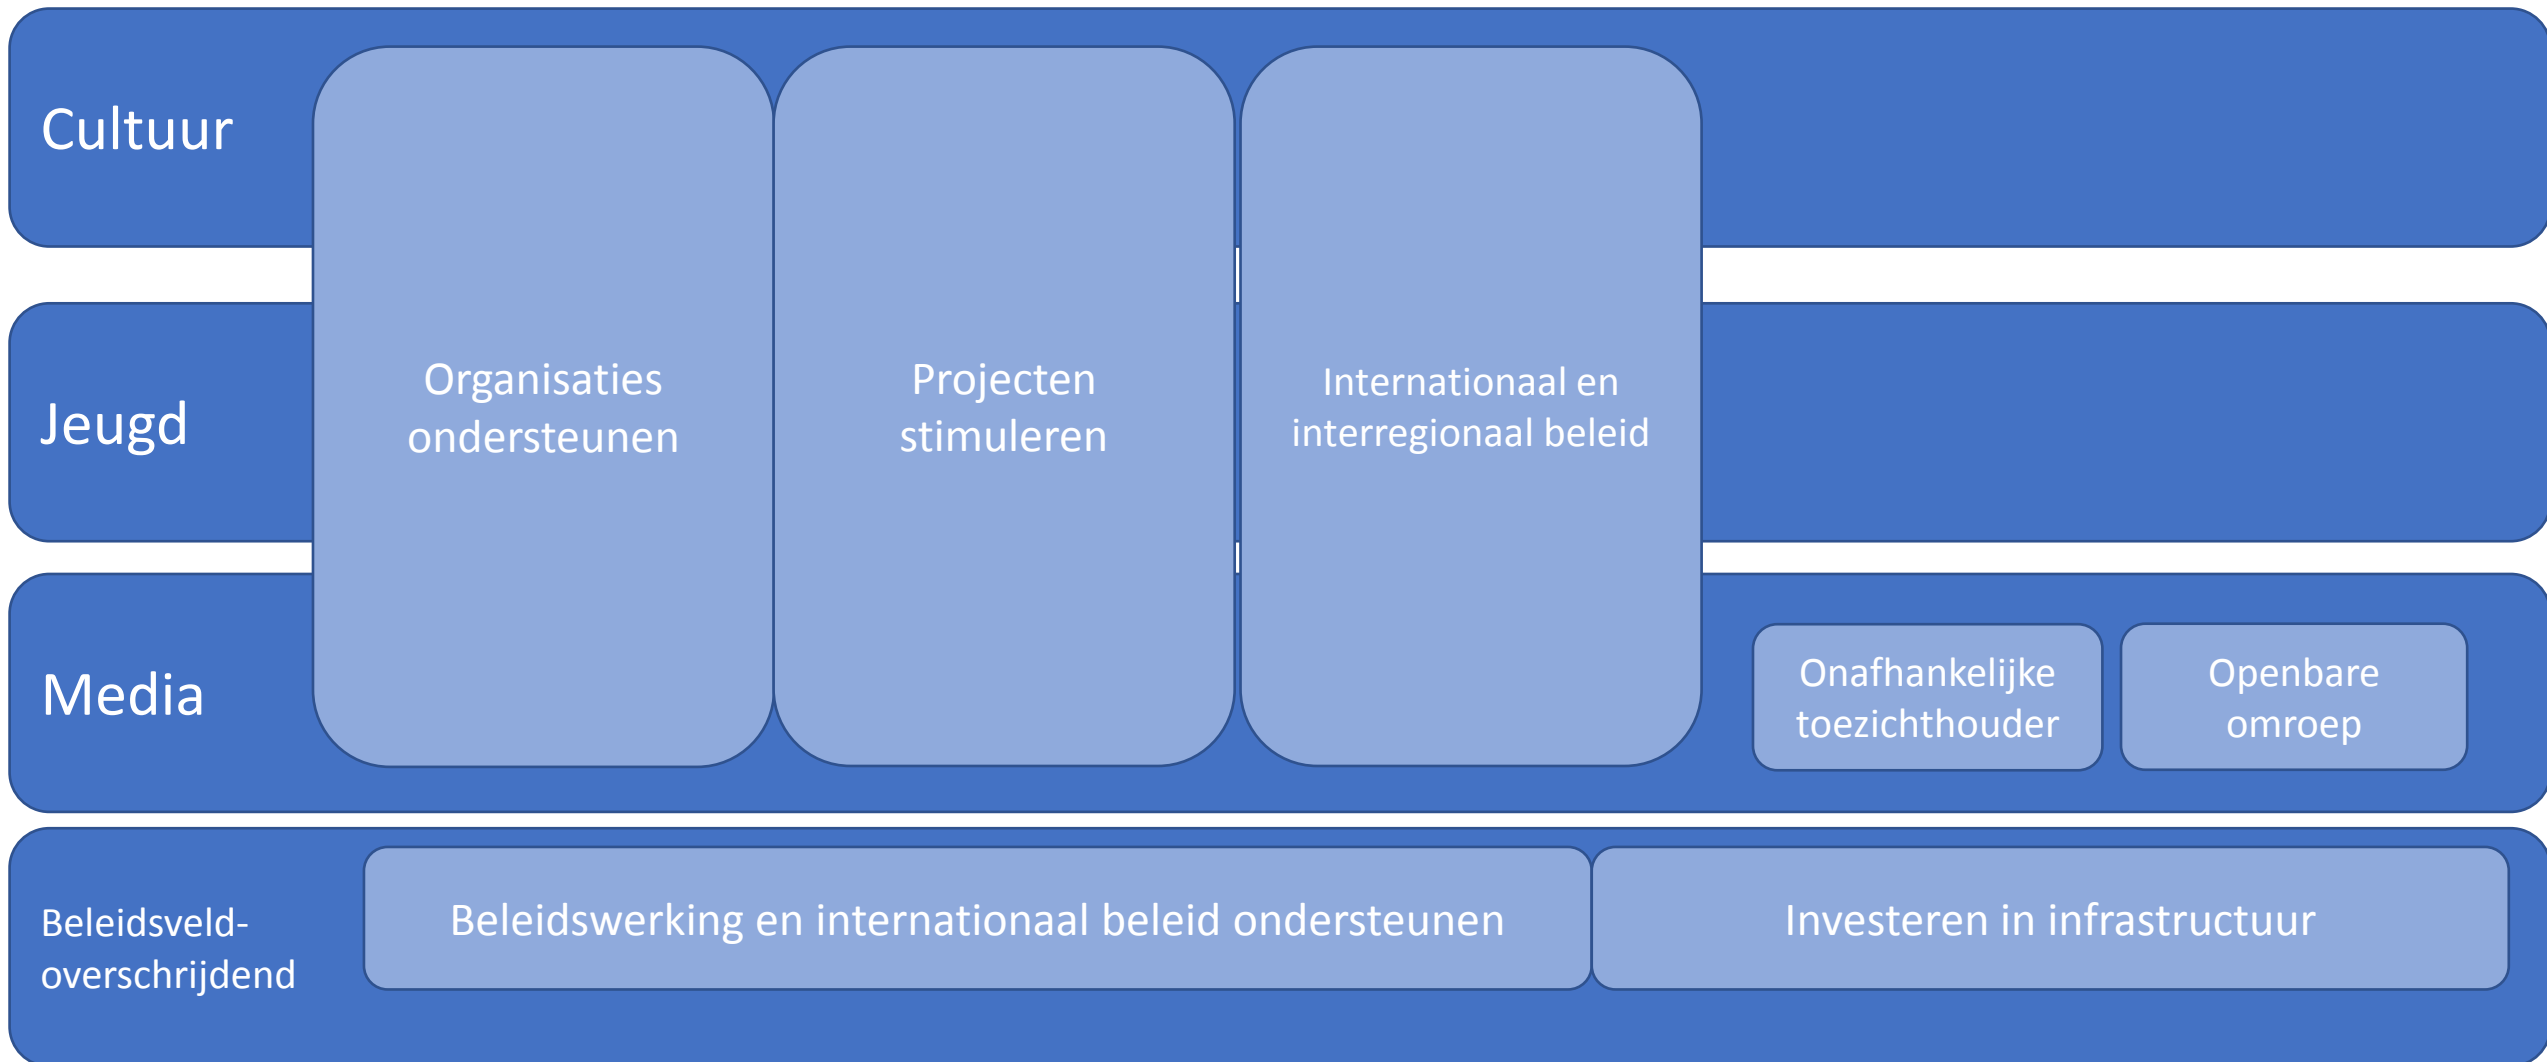 Cultuur
Organisaties
ondersteunen
Projecten
stimuleren
Internationaal en
interregionaal beleid
Jeugd
Media
Onafhankelijke
toezichthouder
Openbare
omroep
Beleidsveld-
overschrijdend
Beleidswerking en internationaal beleid ondersteunen
Investeren in infrastructuur